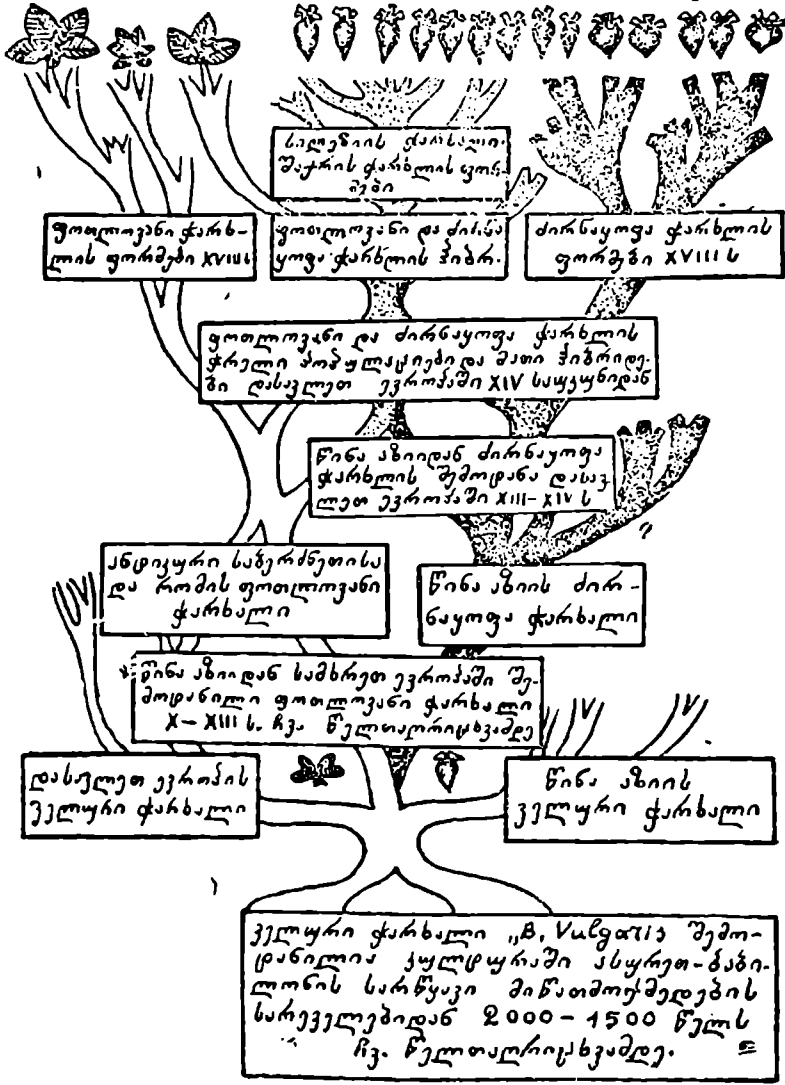 სილეზიის ჭარხალი.
შაქრის ჭარხლის ფორ-
მები
ფოთლოვანი ჭარხ-
ლის ფორმები XVIII ს
ფოთლოვანი და ძირნა
ყოფა ჭარხლის ჰიბრ.
ძირნაყოფა ჭარხლის
ფორმები XVIII ს
ფოთლოვანი და ძირნაყოფა ჭარხლის
ჭრელი პოპულაციები და მათი ჰიბრიდე-
ბი დასავლეთ ევროპაში XIV საუკუნიდან
წინა აზიიდან ძირნაყოფა
ჭარხლის შემოტანა დასავ
ლეთ ევროპაში XIII-XIV ს
ანტიკური საბერძნეთისა
და რომის ფოთლოვანი
ჭარხალი
წინა აზიის ძირ-
ნაყოფა ჭარხალი
წინა აზიიდან სამხრეთ ევროპაში შე-
მოტანილი ფოთლოვანი ჭარხალი
X-XIII ს. ჩვ. წელთაღრიცხვამდე
დასავლეთ ევროპის
ველური ჭარხალი
წინა აზიის
ველური ჭარხალი
ველური ჭარხალი „B. Vulgaris შემო-
ტანილია კულტურაში ასურეთ-ბაბი-
ლონის სარწყავი მიწათმოქმედების
სარეველებიდან 2000-1500 წელს
ჩვ. წელთაღრიცხვამდე.